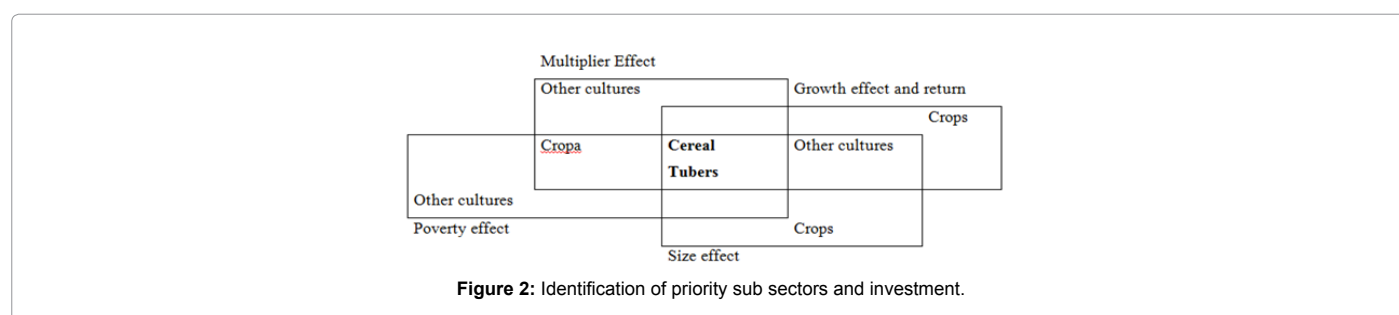 Multiplier Effect
Other cultures
Growth effect and return
Crops
Cropa
Cereal
Other cultures
Tubers
Other cultures
Poverty effect
Crops
Size effect
Figure 2: Identification of priority sub sectors and investment.